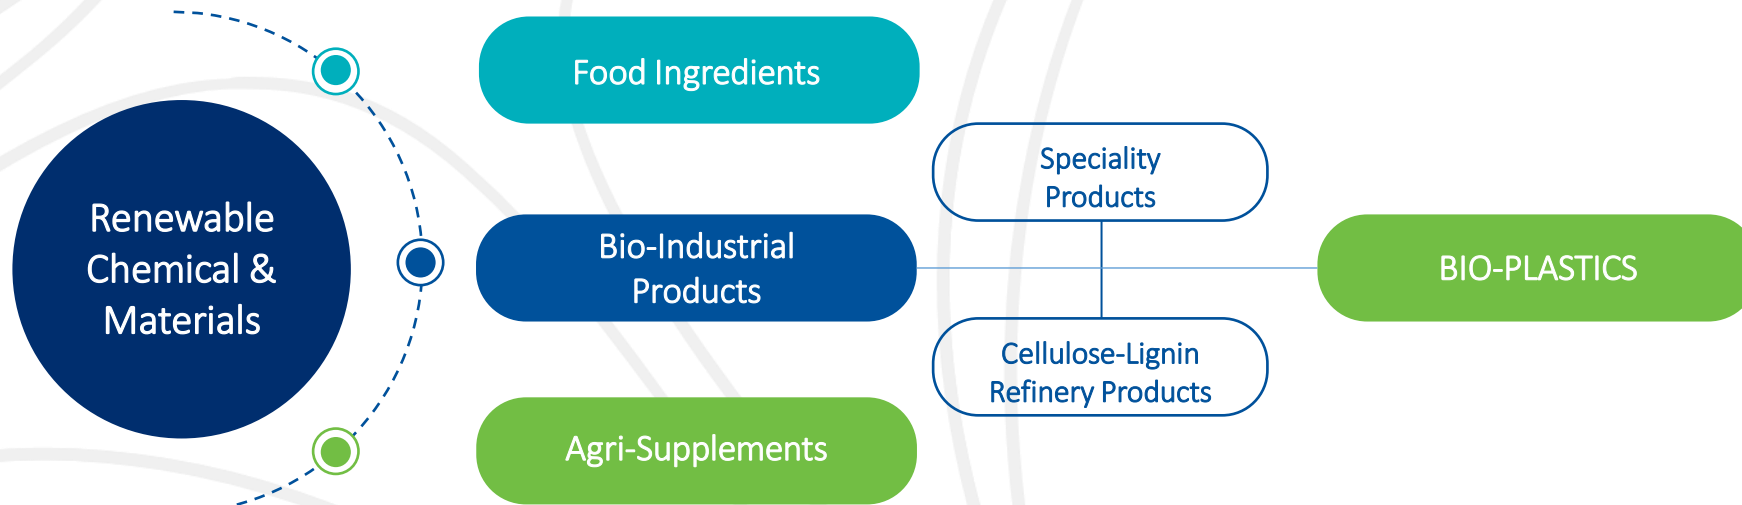 Renewable
Chemical &
Materials
Food Ingredients
Bio-Industrial
Products
Agri-Supplements
Speciality
Products
Cellulose-Lignin
Refinery Products
BIO-PLASTICS